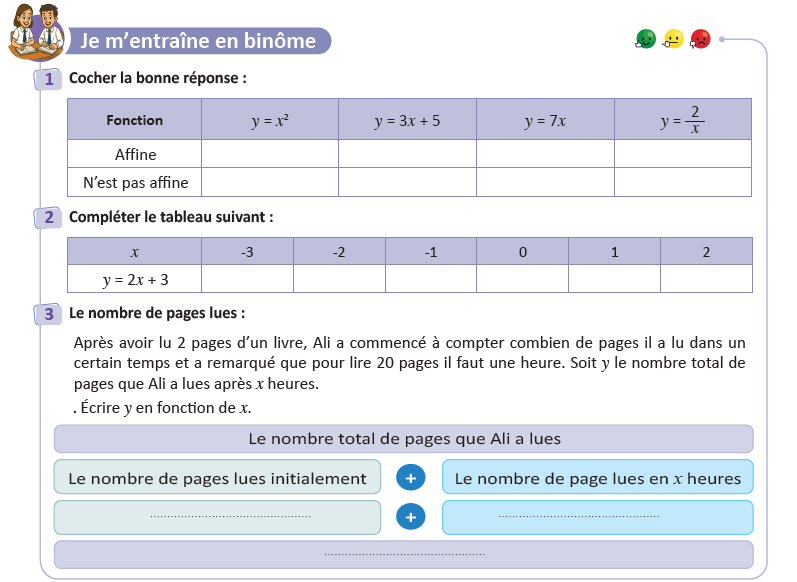 Je m’entraîne en binôme
1 Cocher la bonne réponse :
Fonction y = x² y = 3x + 5 y = 7x y = 2/x
Affine
N’est pas affine
2 Compléter le tableau suivant :
x -3 -2 -1 0 1 2
y = 2x + 3
3 Le nombre de pages lues :
Après avoir lu 2 pages d’un livre, Ali a commencé à compter combien de pages il a lu dans un
certain temps et a remarqué que pour lire 20 pages il faut une heure. Soit y le nombre total de
pages que Ali a lues après x heures.
. Écrire y en fonction de x.
Le nombre total de pages que Ali a lues
Le nombre de pages lues initialement + Le nombre de page lues en x heures
............................................... + ...............................................
...............................................